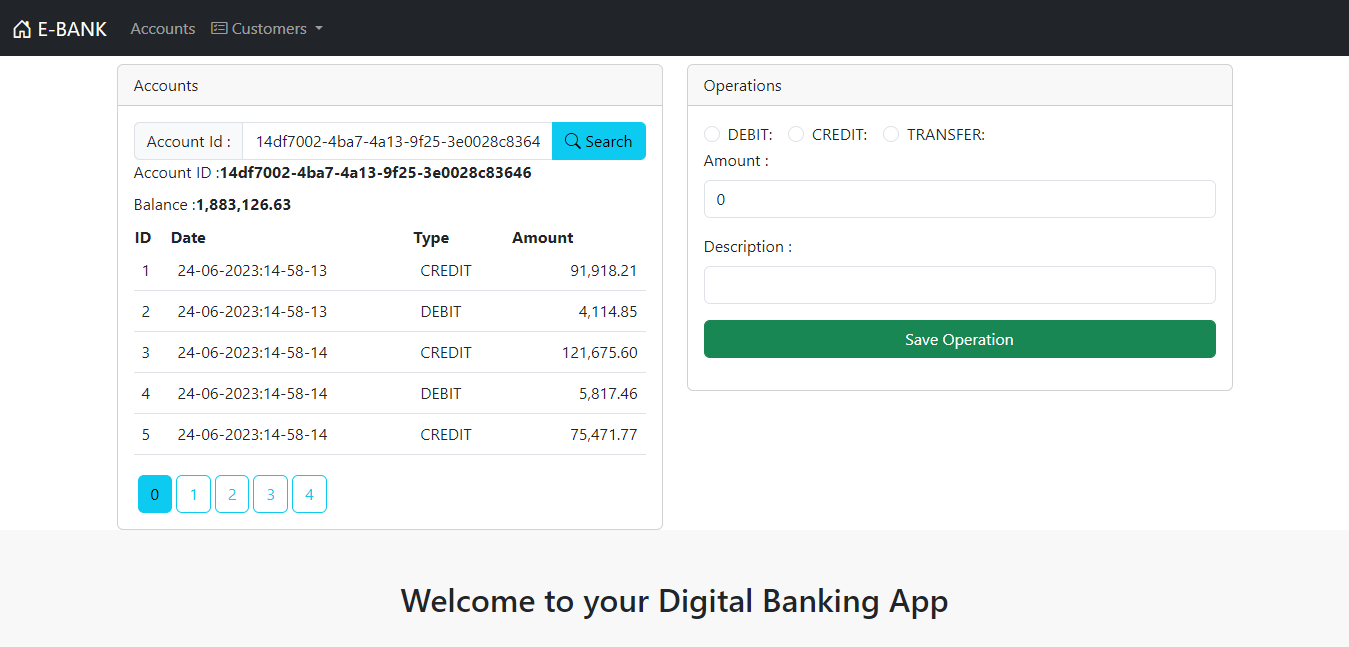 E-BANK Accounts Customers
Accounts
Account Id : 14df7002-4ba7-4a13-9f25-3e0028c8364 Search
Account ID :14df7002-4ba7-4a13-9f25-3e0028c83646
Balance :1,883,126.63
ID Date Type Amount
1 24-06-2023:14-58-13 CREDIT 91,918.21
2 24-06-2023:14-58-13 DEBIT 4,114.85
3 24-06-2023:14-58-14 CREDIT 121,675.60
4 24-06-2023:14-58-14 DEBIT 5,817.46
5 24-06-2023:14-58-14 CREDIT 75,471.77
0 1 2 3 4
Operations
DEBIT: CREDIT: TRANSFER:
Amount :
0
Description :
Save Operation
Welcome to your Digital Banking App